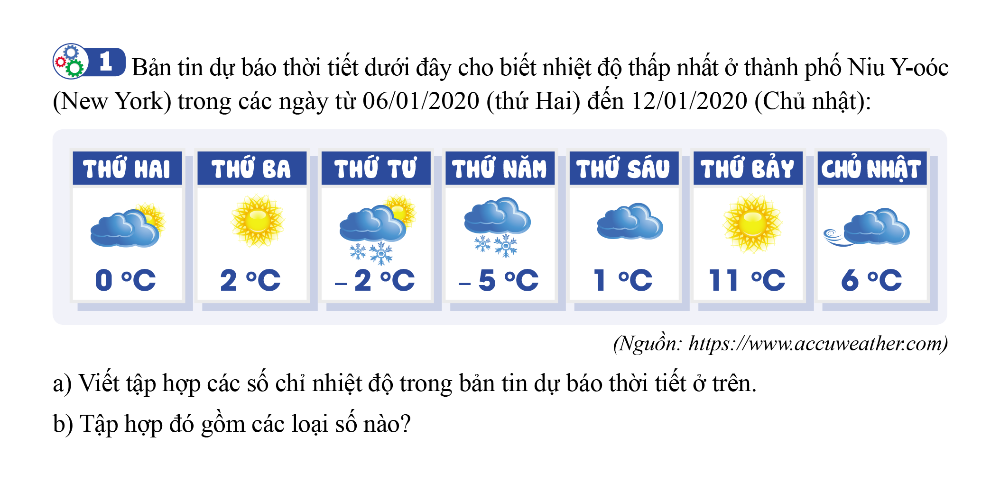 1 Bản tin dự báo thời tiết dưới đây cho biết nhiệt độ thấp nhất ở thành phố Niu Y-oóc
(New York) trong các ngày từ 06/01/2020 (thứ Hai) đến 12/01/2020 (Chủ nhật):
THỨ HAI THỨ BA THỨ TƯ THỨ NĂM THỨ SÁU THỨ BẢY CHỦ NHẬT
0 °C 2 °C – 2 °C – 5 °C 1 °C 11 °C 6 °C
(Nguồn: https://www.accuweather.com)
a) Viết tập hợp các số chỉ nhiệt độ trong bản tin dự báo thời tiết ở trên.
b) Tập hợp đó gồm các loại số nào?